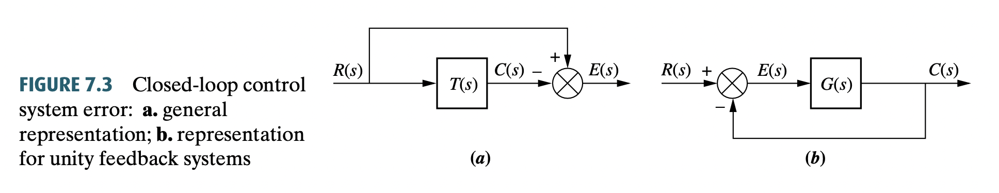 FIGURE 7.3 Closed-loop control
system error: a. general
representation; b. representation
for unity feedback systems
R(s) T(s) C(s) − + E(s)
(a)
R(s) + − E(s) G(s) C(s)
(b)